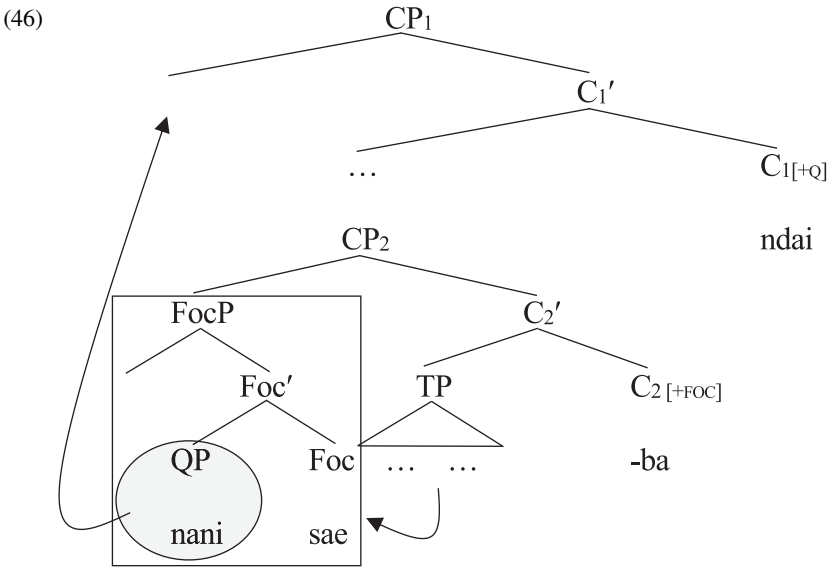 (46) CP₁
C₁′
… C₁[+Q]
CP₂ ndai
FocP C₂′
Foc′ TP C₂ [+FOC]
QP Foc … … -ba
nani sae